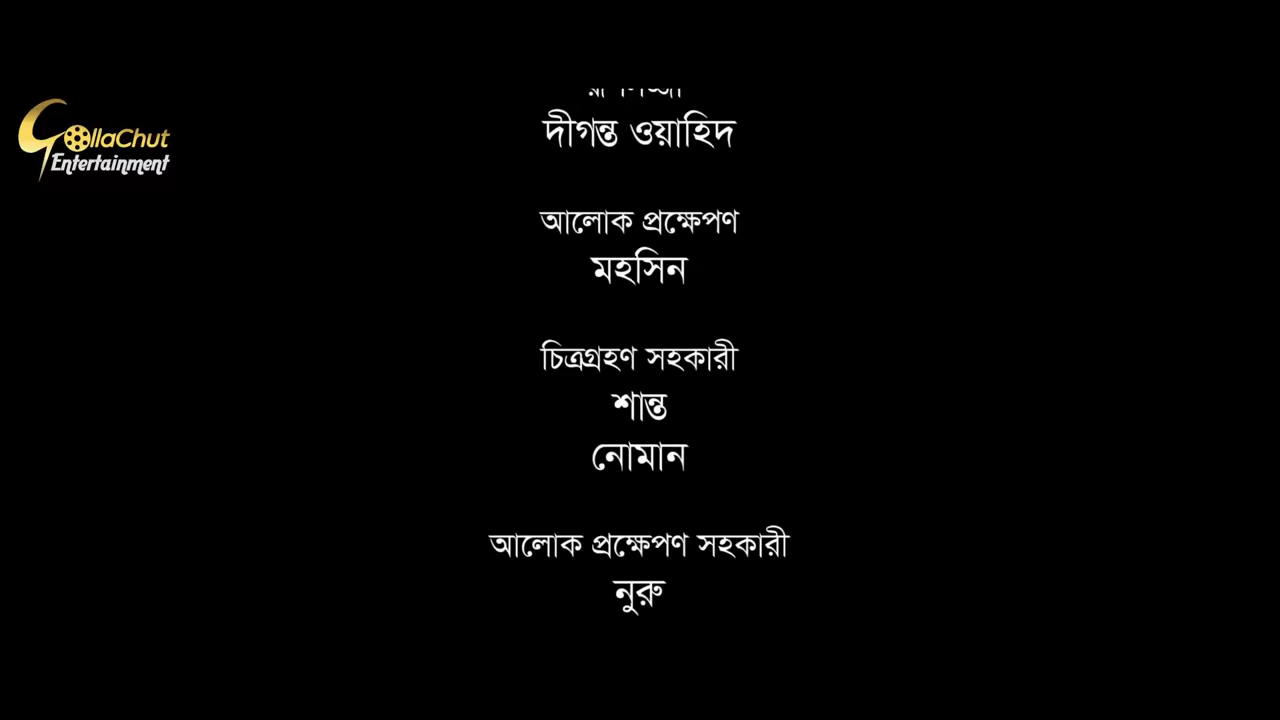 GollaChut
Entertainment
দীগন্ত ওয়াহিদ
আলোক প্রক্ষেপণ
মহসিন
চিত্রগ্রহণ সহকারী
শান্ত
নোমান
আলোক প্রক্ষেপণ সহকারী
নুরু